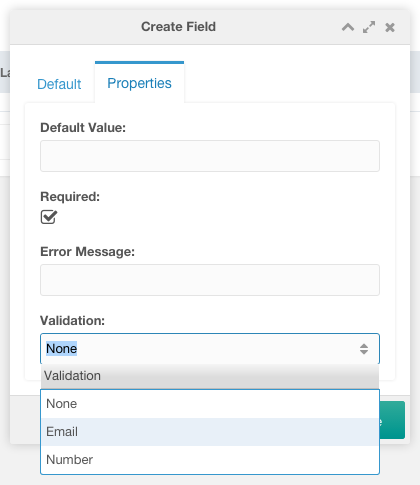 Create Field
La
Default
Properties
Default Value:
Required:
Error Message:
Validation:
None
Validation
None
Email
Number